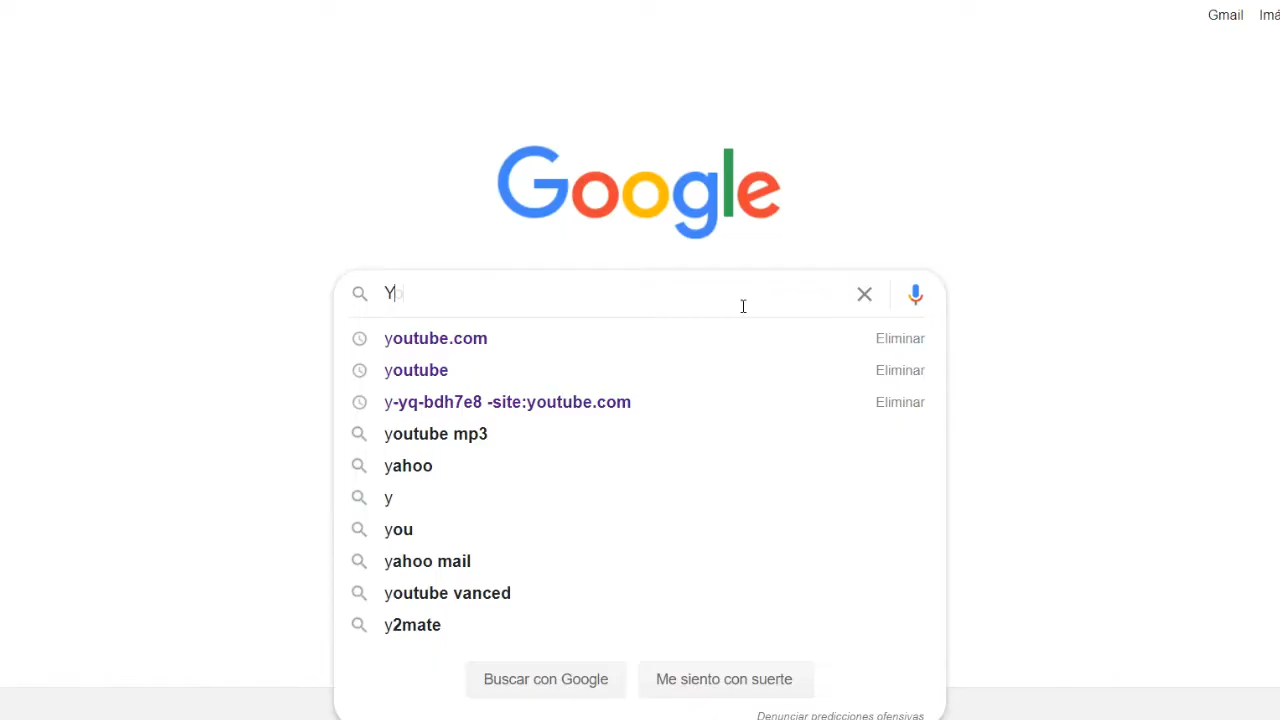 Gmail
Google
Y
youtube.com Eliminar
youtube Eliminar
y-yq-bdh7e8 -site:youtube.com Eliminar
youtube mp3
yahoo
y
you
yahoo mail
youtube vanced
y2mate
Buscar con Google Me siento con suerte
Denunciar predicciones ofensivas